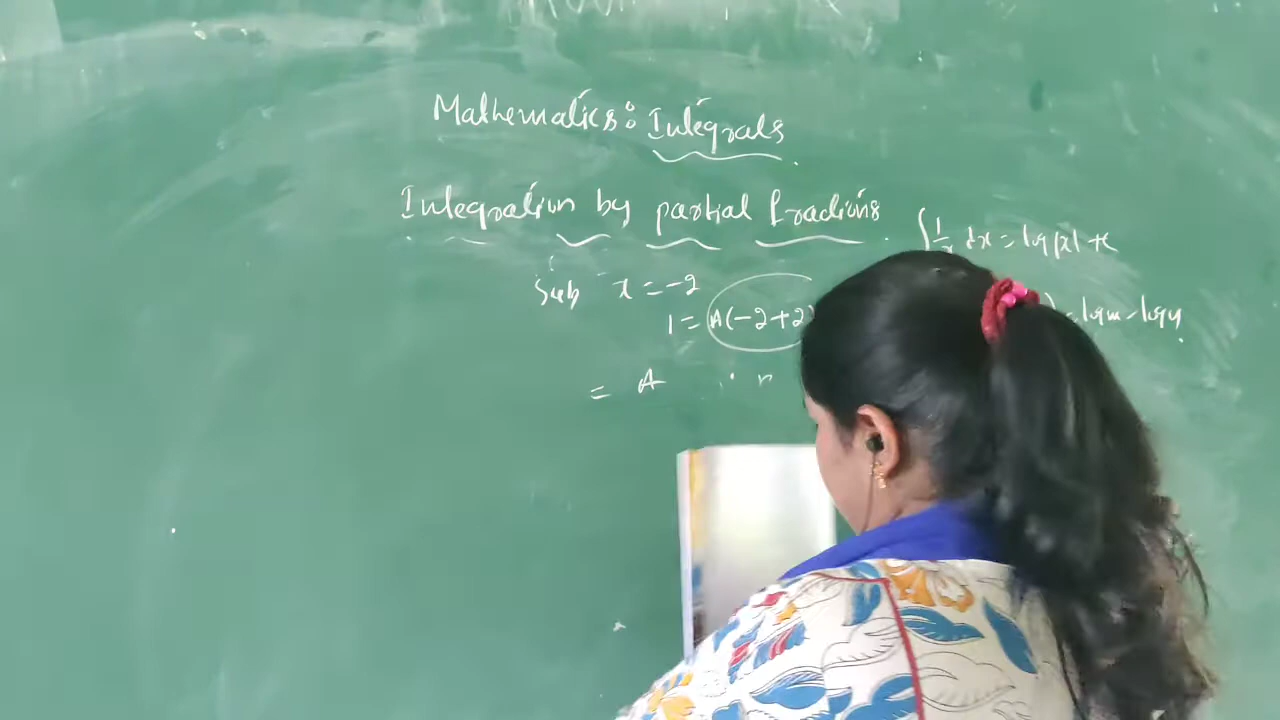 Mathematics: Integrals
Integration by partial fractions
∫ 1/x dx = log|x| + c
Sub x = -2
1 = A(-2+2)
= log m - log n
= A